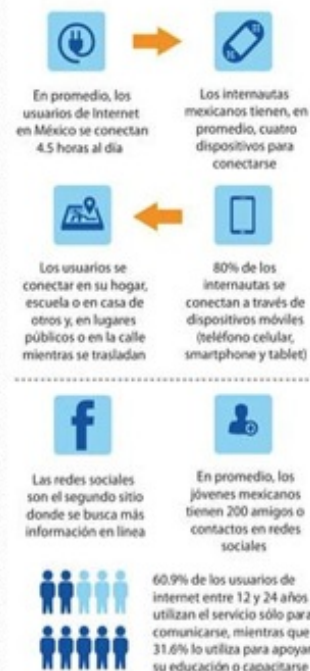 En promedio, los
usuarios de Internet
en México se conectan
4.5 horas al día
Los internautas
mexicanos tienen, en
promedio, cuatro
dispositivos para
conectarse
Los usuarios se
conectar en su hogar,
escuela o en casa de
otros y, en lugares
públicos o en la calle
mientras se trasladan
80% de los
internautas se
conectan a través de
dispositivos móviles
(teléfono celular,
smartphone y tablet)
Las redes sociales
son el segundo sitio
donde se busca más
información en línea
En promedio, los
jóvenes mexicanos
tienen 200 amigos o
contactos en redes
sociales
60.9% de los usuarios de
internet entre 12 y 24 años
utilizan el servicio sólo para
comunicarse, mientras que
31.6% lo utiliza para apoyar
su educación o capacitarse